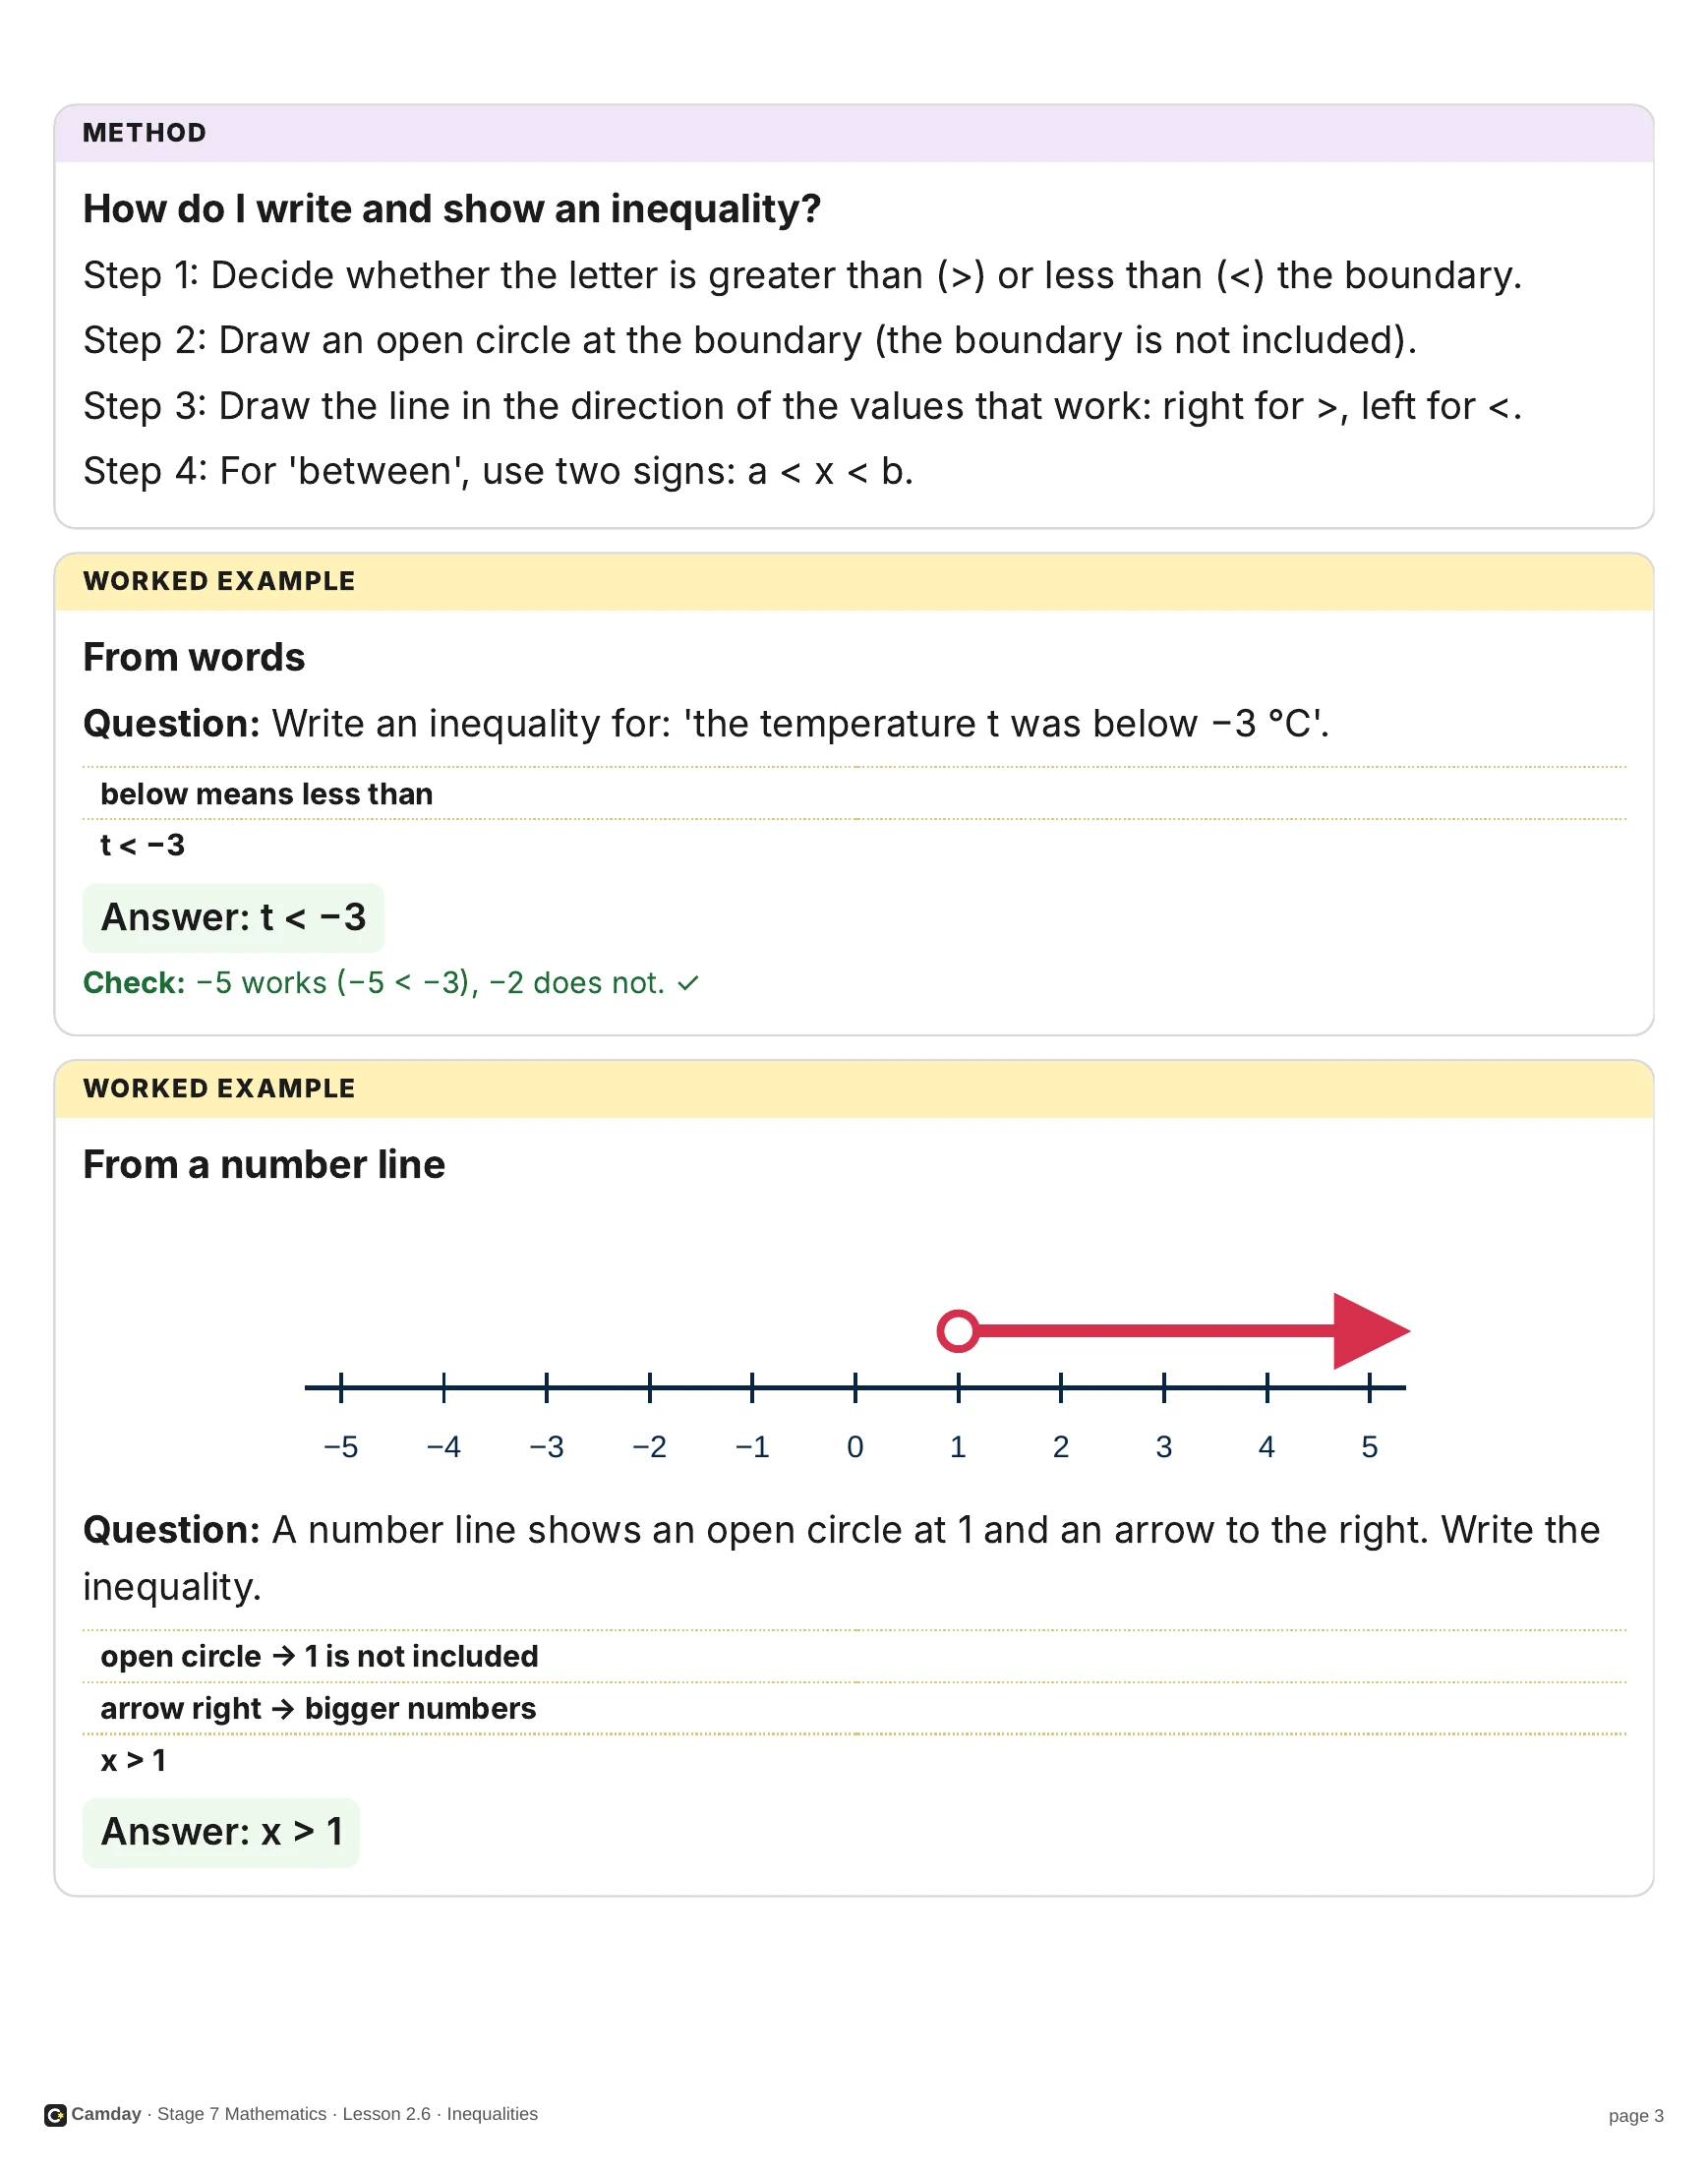 METHOD
How do I write and show an inequality?
Step 1: Decide whether the letter is greater than (>) or less than (<) the boundary.
Step 2: Draw an open circle at the boundary (the boundary is not included).
Step 3: Draw the line in the direction of the values that work: right for >, left for <.
Step 4: For 'between', use two signs: a < x < b.
WORKED EXAMPLE
From words
Question: Write an inequality for: 'the temperature t was below −3 °C'.
below means less than
t < −3
Answer: t < −3
Check: −5 works (−5 < −3), −2 does not. ✓
WORKED EXAMPLE
From a number line
−5 −4 −3 −2 −1 0 1 2 3 4 5
Question: A number line shows an open circle at 1 and an arrow to the right. Write the
inequality.
open circle → 1 is not included
arrow right → bigger numbers
x > 1
Answer: x > 1
Camday · Stage 7 Mathematics · Lesson 2.6 · Inequalities
page 3